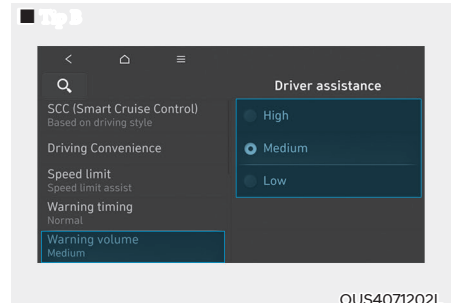 Driver assistance
SCC (Smart Cruise Control)
Based on driving style
Driving Convenience
Speed limit
Speed limit assist
Warning timing
Normal
Warning volume
Medium
High
Medium
Low
OUS4071202L